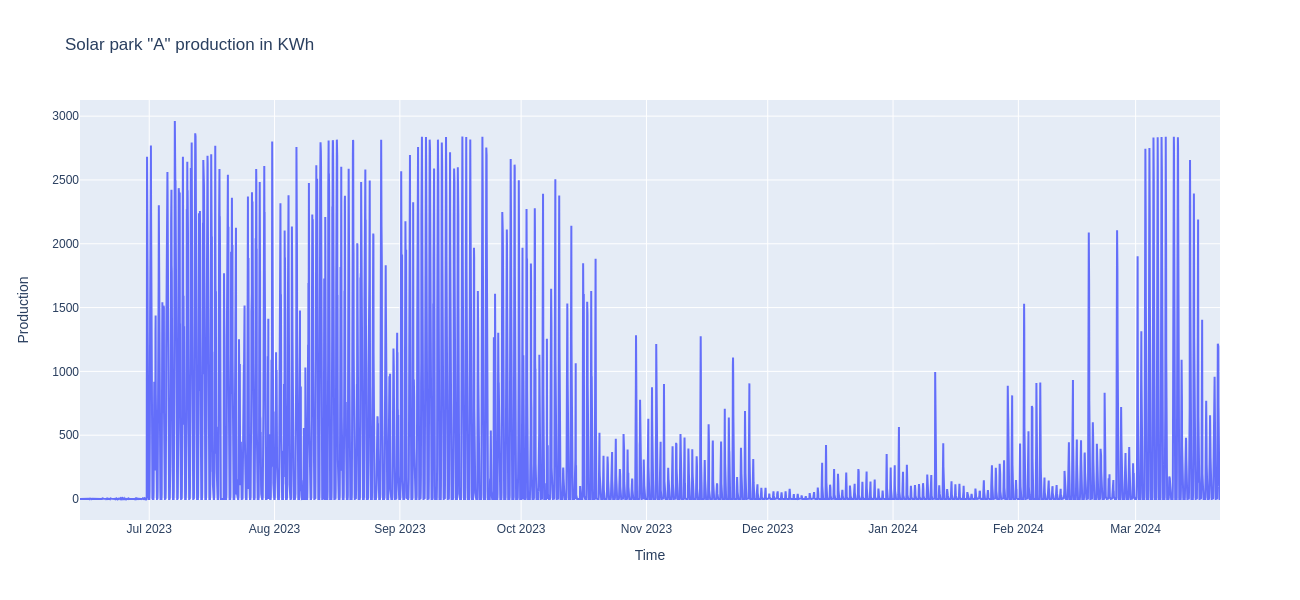 Solar park "A" production in KWh
3000
2500
2000
1500
1000
500
0
Production
Jul 2023 Aug 2023 Sep 2023 Oct 2023 Nov 2023 Dec 2023 Jan 2024 Feb 2024 Mar 2024
Time